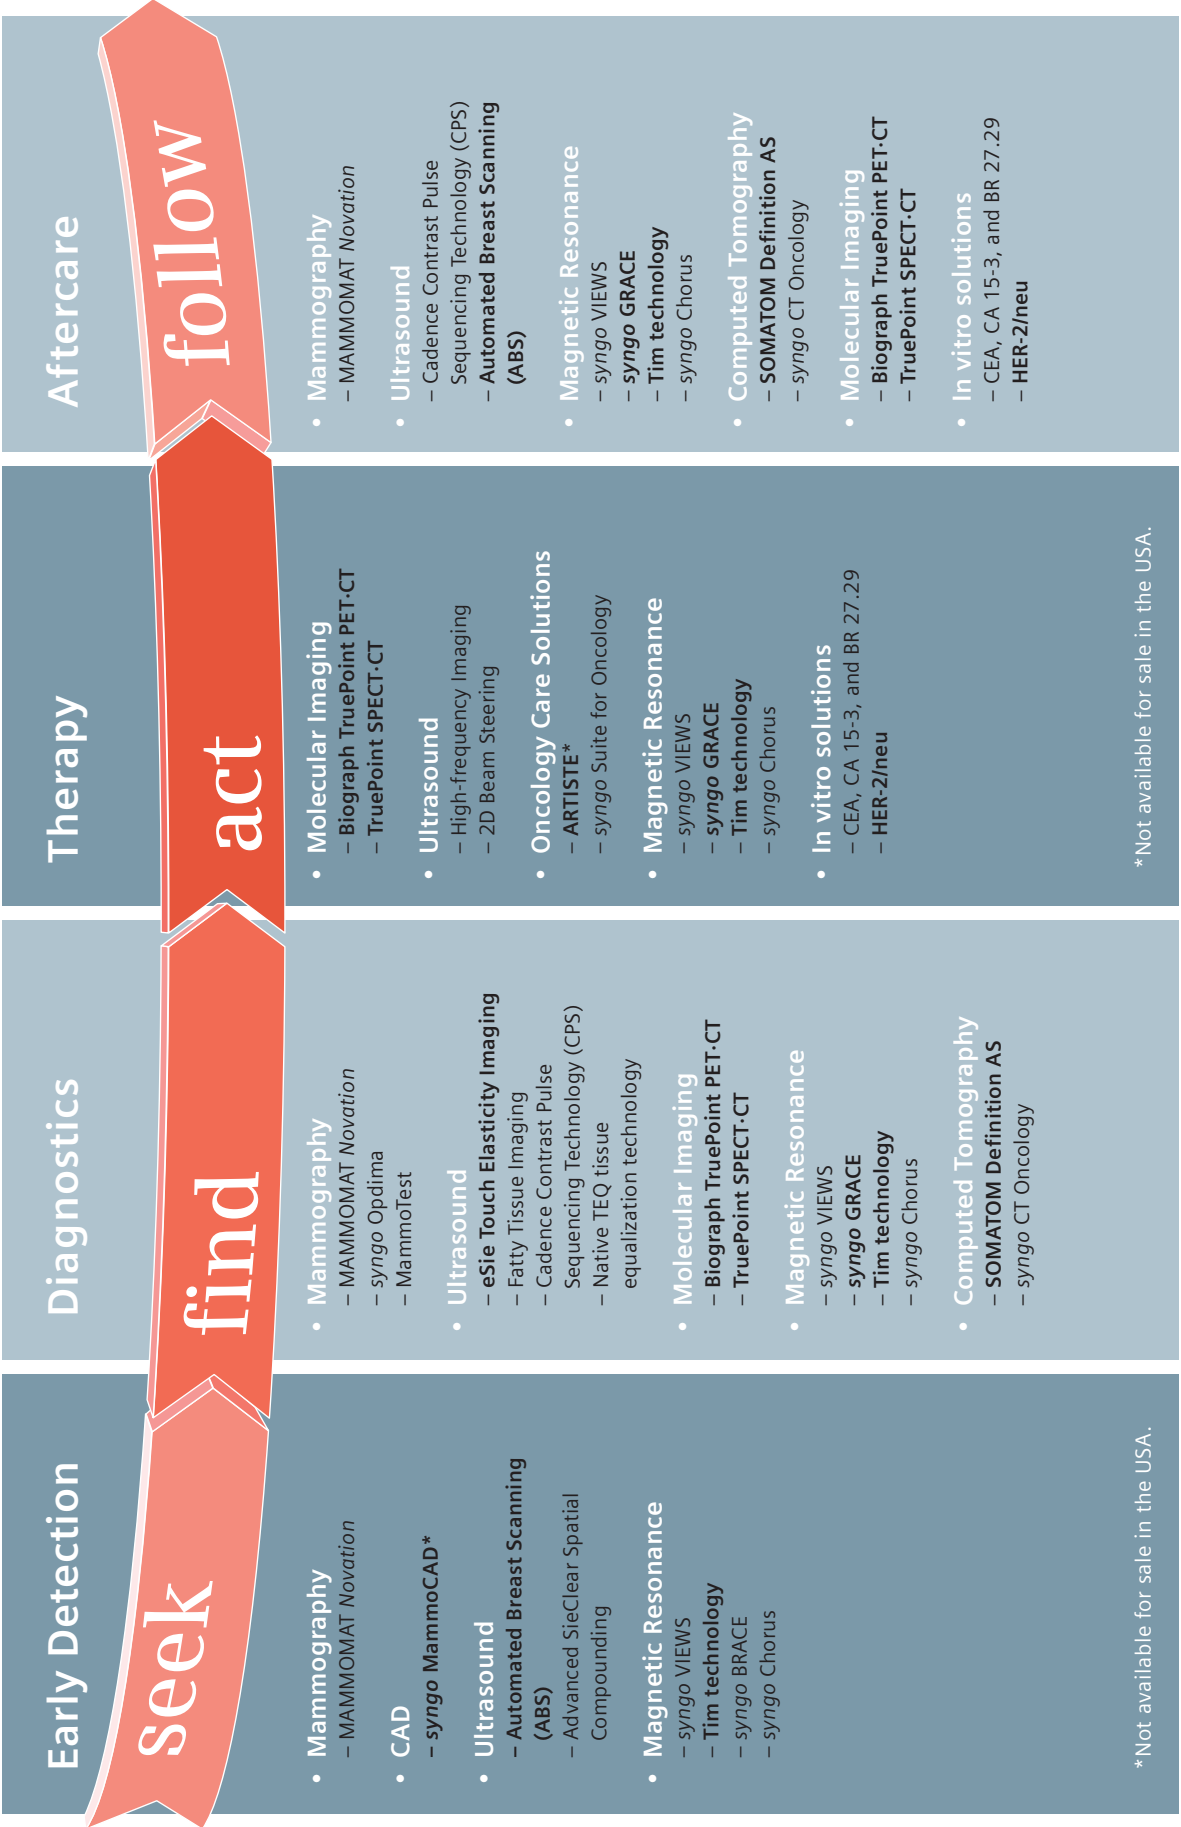 Early Detection
seek
• Mammography
– MAMMOMAT Novation
• CAD
– syngo MammoCAD*
• Ultrasound
– Automated Breast Scanning
(ABS)
– Advanced SieClear Spatial
Compounding
• Magnetic Resonance
– syngo VIEWS
– Tim technology
– syngo BRACE
– syngo Chorus
*Not available for sale in the USA.
Diagnostics
find
• Mammography
– MAMMOMAT Novation
– syngo Opdima
– MammoTest
• Ultrasound
– eSie Touch Elasticity Imaging
– Fatty Tissue Imaging
– Cadence Contrast Pulse
Sequencing Technology (CPS)
– Native TEQ tissue
equalization technology
• Molecular Imaging
– Biograph TruePoint PET·CT
– TruePoint SPECT·CT
• Magnetic Resonance
– syngo VIEWS
– syngo GRACE
– Tim technology
– syngo Chorus
• Computed Tomography
– SOMATOM Definition AS
– syngo CT Oncology
Therapy
act
• Molecular Imaging
– Biograph TruePoint PET·CT
– TruePoint SPECT·CT
• Ultrasound
– High-frequency Imaging
– 2D Beam Steering
• Oncology Care Solutions
– ARTISTE*
– syngo Suite for Oncology
• Magnetic Resonance
– syngo VIEWS
– syngo GRACE
– Tim technology
– syngo Chorus
• In vitro solutions
– CEA, CA 15-3, and BR 27.29
– HER-2/neu
*Not available for sale in the USA.
Aftercare
follow
• Mammography
– MAMMOMAT Novation
• Ultrasound
– Cadence Contrast Pulse
Sequencing Technology (CPS)
– Automated Breast Scanning
(ABS)
• Magnetic Resonance
– syngo VIEWS
– syngo GRACE
– Tim technology
– syngo Chorus
• Computed Tomography
– SOMATOM Definition AS
– syngo CT Oncology
• Molecular Imaging
– Biograph TruePoint PET·CT
– TruePoint SPECT·CT
• In vitro solutions
– CEA, CA 15-3, and BR 27.29
– HER-2/neu